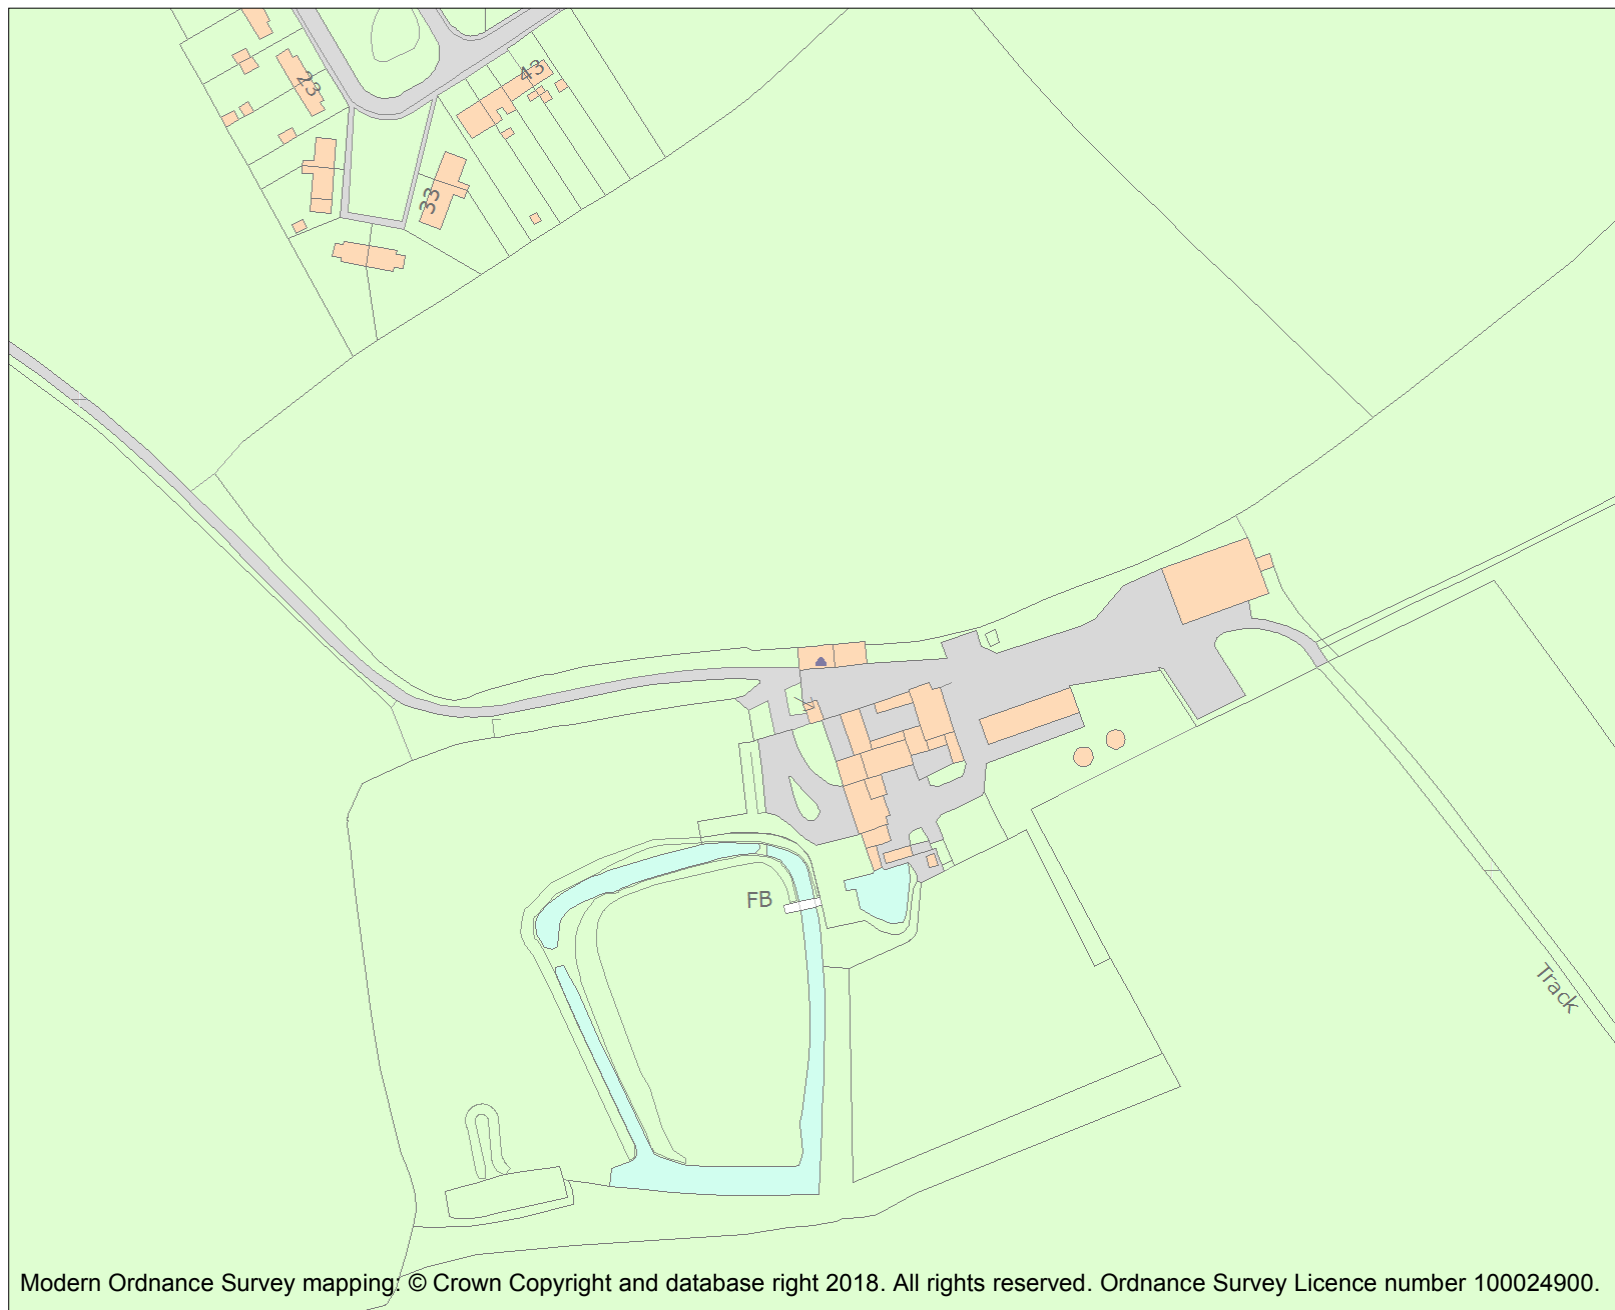 43
23
33
FB
Track
Modern Ordnance Survey mapping: © Crown Copyright and database right 2018. All rights reserved. Ordnance Survey Licence number 100024900.